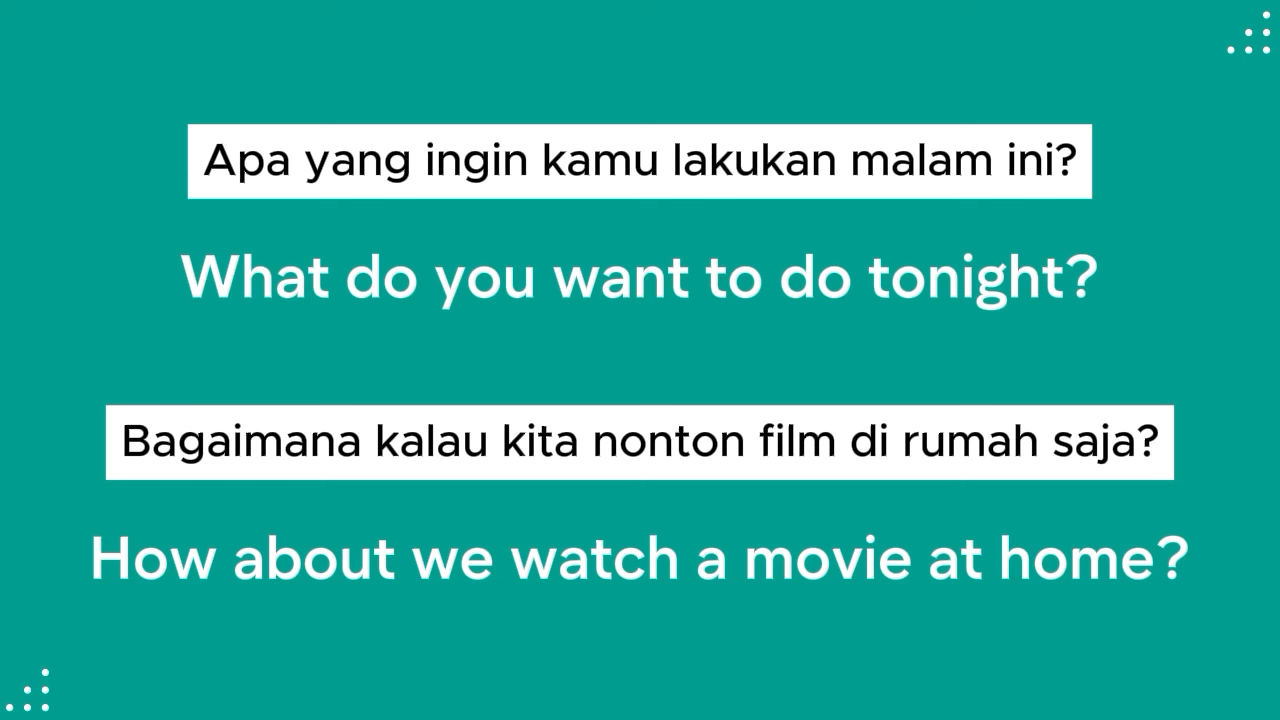 Apa yang ingin kamu lakukan malam ini?
What do you want to do tonight?
Bagaimana kalau kita nonton film di rumah saja?
How about we watch a movie at home?